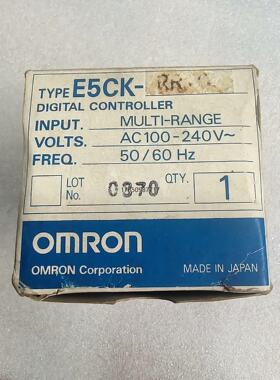 TYPE E5CK-
DIGITAL CONTROLLER
INPUT. MULTI-RANGE
VOLTS. AC100-240V~
FREQ. 50/60 Hz
LOT No. 0370 QTY. 1
OMRON
OMRON Corporation MADE IN JAPAN